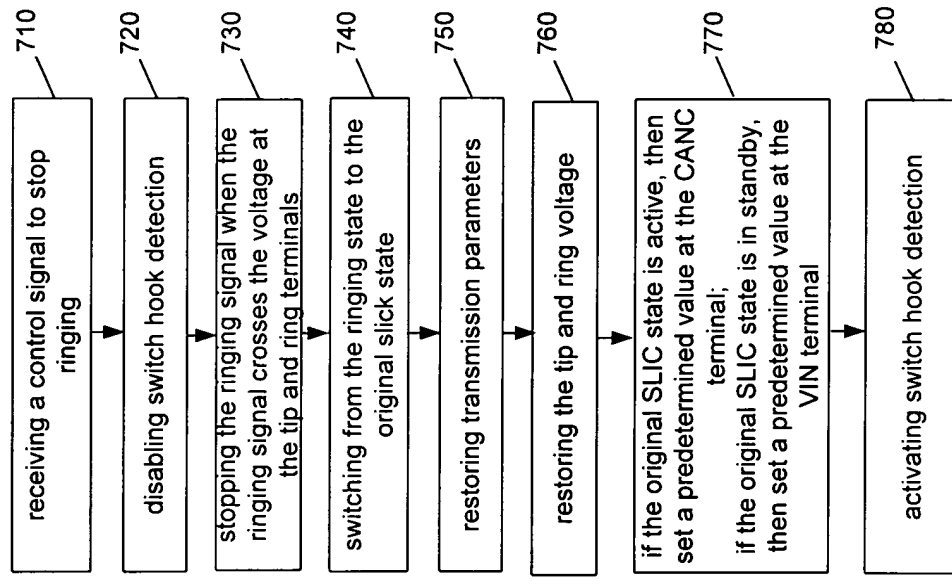 710
receiving a control signal to stop
ringing
720
disabling switch hook detection
730
stopping the ringing signal when the
ringing signal crosses the voltage at
the tip and ring terminals
740
switching from the ringing state to the
original slick state
750
restoring transmission parameters
760
restoring the tip and ring voltage
770
if the original SLIC state is active, then
set a predefined value at the CANC
terminal;
if the original SLIC state is in standby,
then set a predetermined value at the
VIN terminal
780
activating switch hook detection